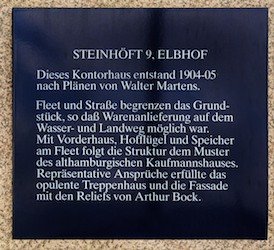 STEINHÖFT 9, ELBHOF
Dieses Kontorhaus entstand 1904-05
nach Plänen von Walter Martens.
Fleet und Straße begrenzen das Grund-
stück, so daß Warenanlieferung auf dem
Wasser- und Landweg möglich war.
Mit Vorderhaus, Hofflügel und Speicher
am Fleet folgt die Struktur dem Muster
des althamburgischen Kaufmannshauses.
Repräsentative Ansprüche erfüllte das
opulente Treppenhaus und die Fassade
mit den Reliefs von Arthur Bock.